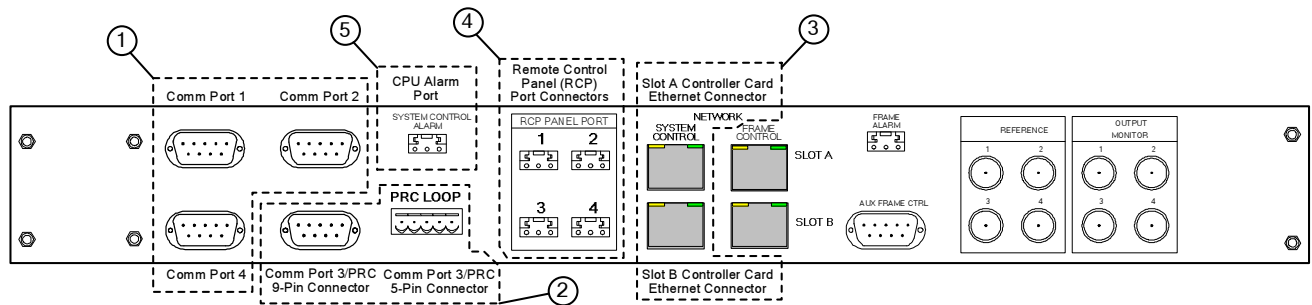 1
5
4
3
Comm Port 1
Comm Port 2
CPU Alarm
Port
Remote Control
Panel (RCP)
Port Connectors
Slot A Controller Card
Ethernet Connector
SYSTEM CONTROL
ALARM
RCP PANEL PORT
1
2
3
4
NETWORK
SYSTEM
CONTROL
FRAME
CONTROL
SLOT A
SLOT B
FRAME
ALARM
AUX FRAME CTRL
REFERENCE
1
2
3
4
OUTPUT
MONITOR
1
2
3
4
PRC LOOP
Comm Port 4
Comm Port 3/PRC
9-Pin Connector
Comm Port 3/PRC
5-Pin Connector
2
Slot B Controller Card
Ethernet Connector